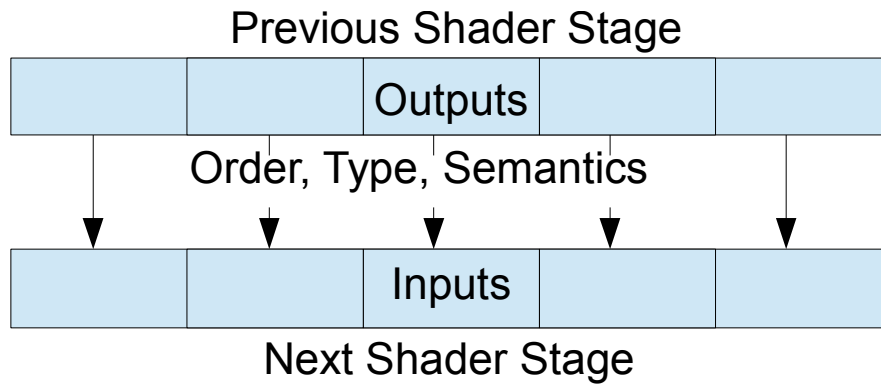 Previous Shader Stage
Outputs
Order, Type, Semantics
Inputs
Next Shader Stage